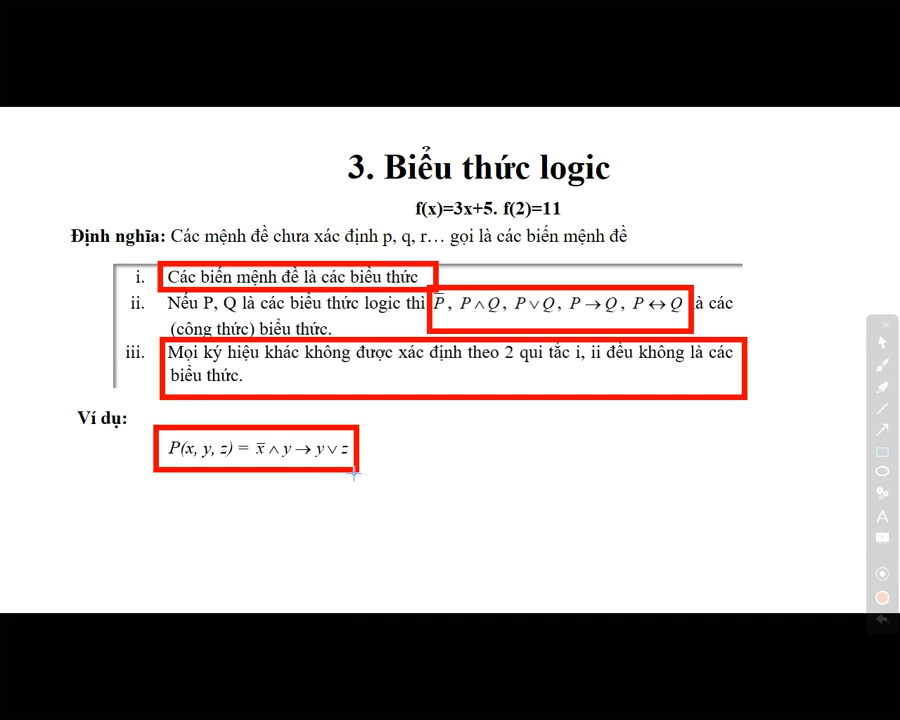 3. Biểu thức logic
f(x)=3x+5. f(2)=11
Định nghĩa: Các mệnh đề chưa xác định p, q, r… gọi là các biến mệnh đề
i. Các biến mệnh đề là các biểu thức
ii. Nếu P, Q là các biểu thức logic thì P̅, P∧Q, P∨Q, P→Q, P↔Q là các
(công thức) biểu thức.
iii. Mọi ký hiệu khác không được xác định theo 2 qui tắc i, ii đều không là các
biểu thức.
Ví dụ:
P(x, y, z) = x̅ ∧ y → y ∨ z
A